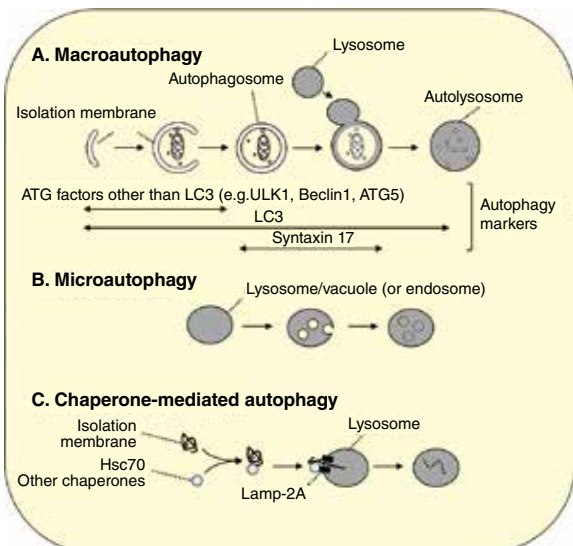 A. Macroautophagy
Lysosome
Autophagosome
Isolation membrane
Autolysosome
ATG factors other than LC3 (e.g.ULK1, Beclin1, ATG5)
LC3
Syntaxin 17
Autophagy
markers
B. Microautophagy
Lysosome/vacuole (or endosome)
C. Chaperone-mediated autophagy
Isolation
membrane
Hsc70
Other chaperones
Lysosome
Lamp-2A